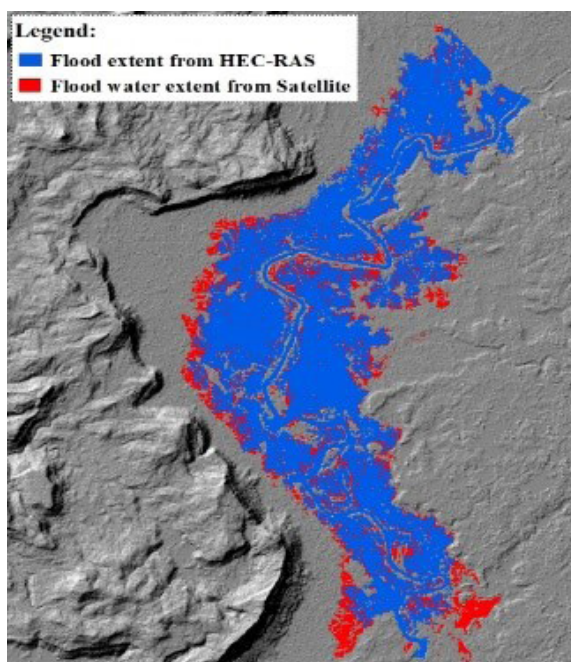 Legend:
Flood extent from HEC-RAS
Flood water extent from Satellite